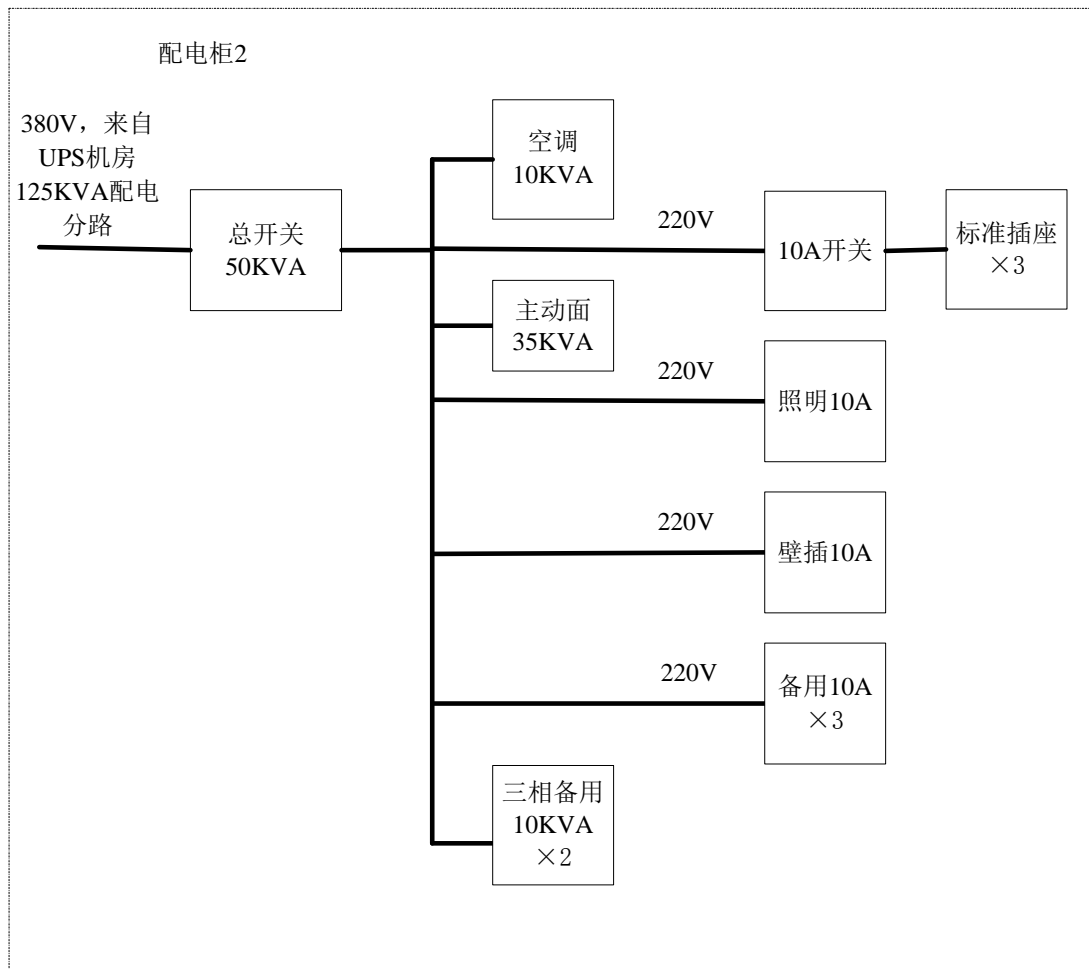 配电柜2
380V，来自
UPS机房
125KVA配电
分路
总开关
50KVA
空调
10KVA
220V
10A开关
标准插座
×3
主动面
35KVA
220V
照明10A
220V
壁插10A
220V
备用10A
×3
三相备用
10KVA
×2